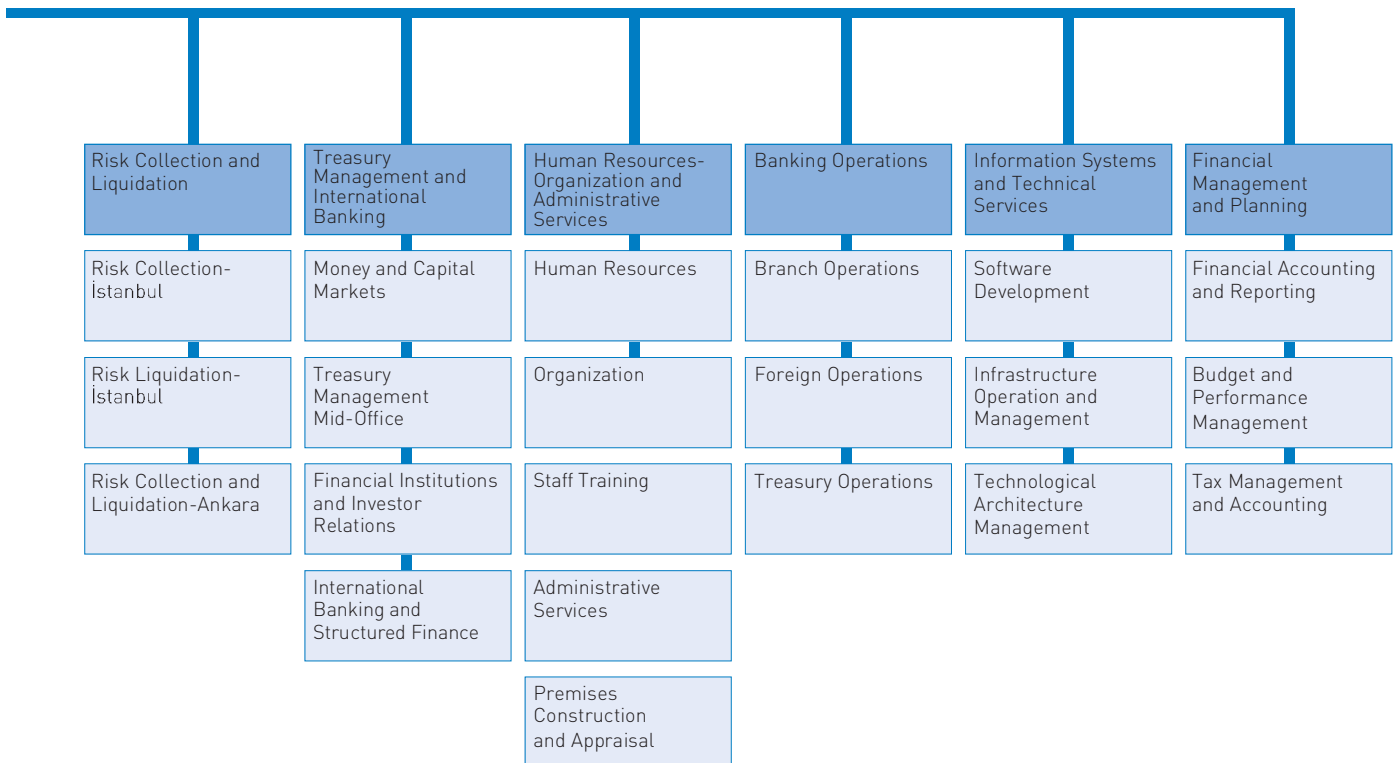 Risk Collection and
Liquidation
Risk Collection-
İstanbul
Risk Liquidation-
İstanbul
Risk Collection and
Liquidation-Ankara
Treasury
Management and
International
Banking
Money and Capital
Markets
Treasury
Management
Mid-Office
Financial Institutions
and Investor
Relations
International
Banking and
Structured Finance
Human Resources-
Organization and
Administrative
Services
Human Resources
Organization
Staff Training
Administrative
Services
Premises
Construction
and Appraisal
Banking Operations
Branch Operations
Foreign Operations
Treasury Operations
Information Systems
and Technical
Services
Software
Development
Infrastructure
Operation and
Management
Technological
Architecture
Management
Financial
Management
and Planning
Financial Accounting
and Reporting
Budget and
Performance
Management
Tax Management
and Accounting